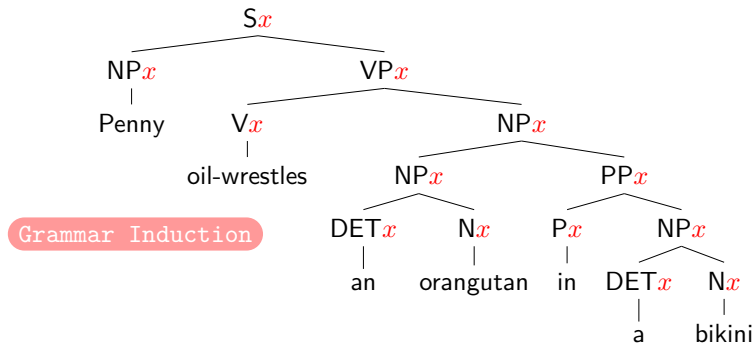 Sx
NPx VPx
Penny Vx NPx
oil-wrestles NPx PPx
Grammar Induction DETx Nx Px NPx
an orangutan in DETx Nx
a bikini